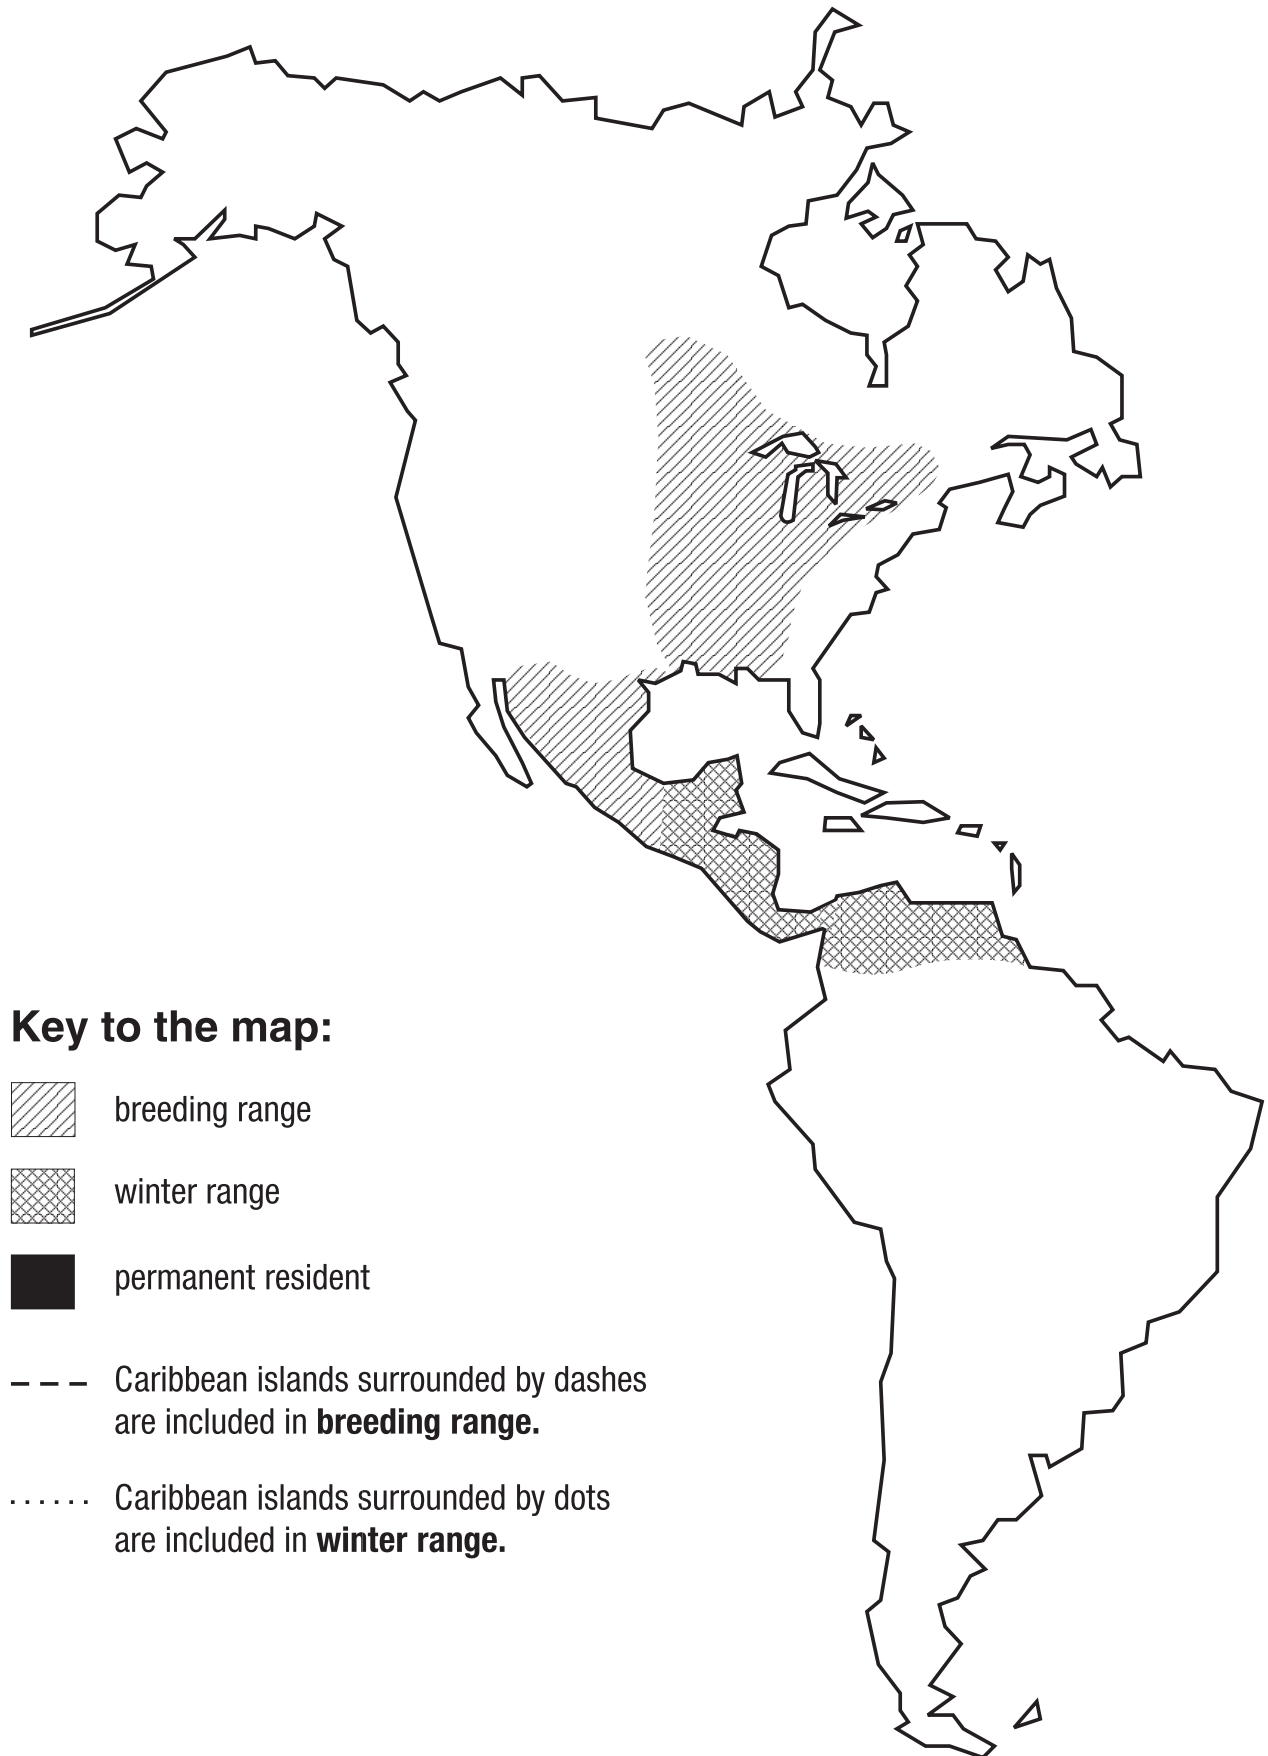 Key to the map:
breeding range
winter range
permanent resident
Caribbean islands surrounded by dashes
are included in breeding range.
Caribbean islands surrounded by dots
are included in winter range.